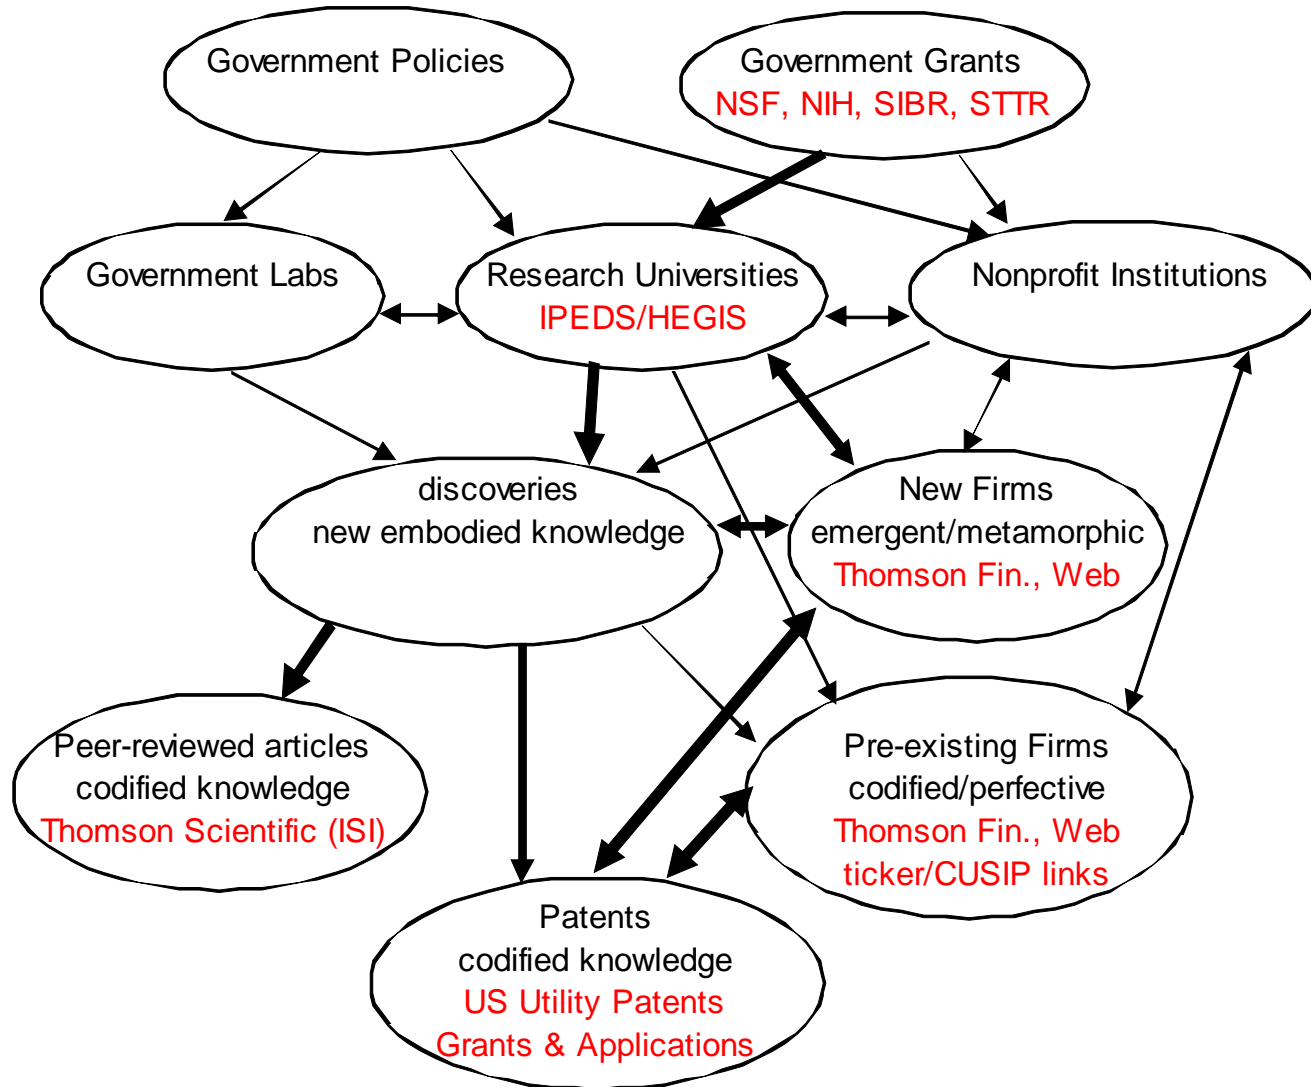 Government Policies
Government Grants
NSF, NIH, SIBR, STTR
Government Labs
Research Universities
IPEDS/HEGIS
Nonprofit Institutions
discoveries
new embodied knowledge
New Firms
emergent/metamorphic
Thomson Fin., Web
Peer-reviewed articles
codified knowledge
Thomson Scientific (ISI)
Pre-existing Firms
codified/perfective
Thomson Fin., Web
ticker/CUSIP links
Patents
codified knowledge
US Utility Patents
Grants & Applications